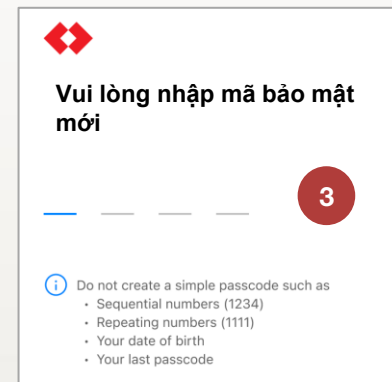 Vui lòng nhập mã bảo mật
mới
3
Do not create a simple passcode such as
• Sequential numbers (1234)
• Repeating numbers (1111)
• Your date of birth
• Your last passcode